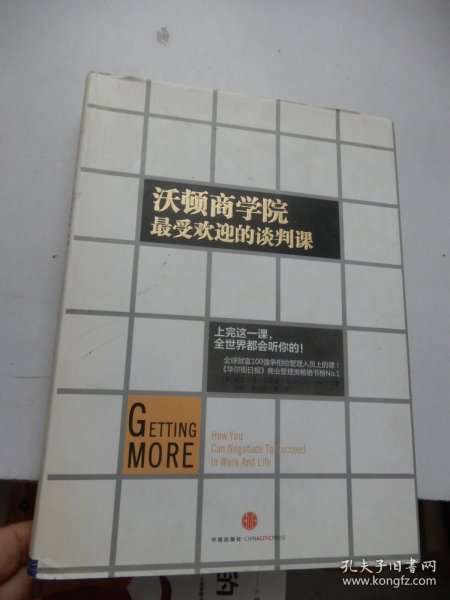 沃顿商学院
最受欢迎的谈判课
上完这一课，
全世界都会听你的！
全球财富100强争相给管理人员上的课！
《华尔街日报》商业管理类畅销书榜No.1
GETTING
MORE
How You
Can Negotiate To Succeed
In Work And Life
中信出版社·CHINACITICPRESS
孔夫子旧书网
www.kongfz.com